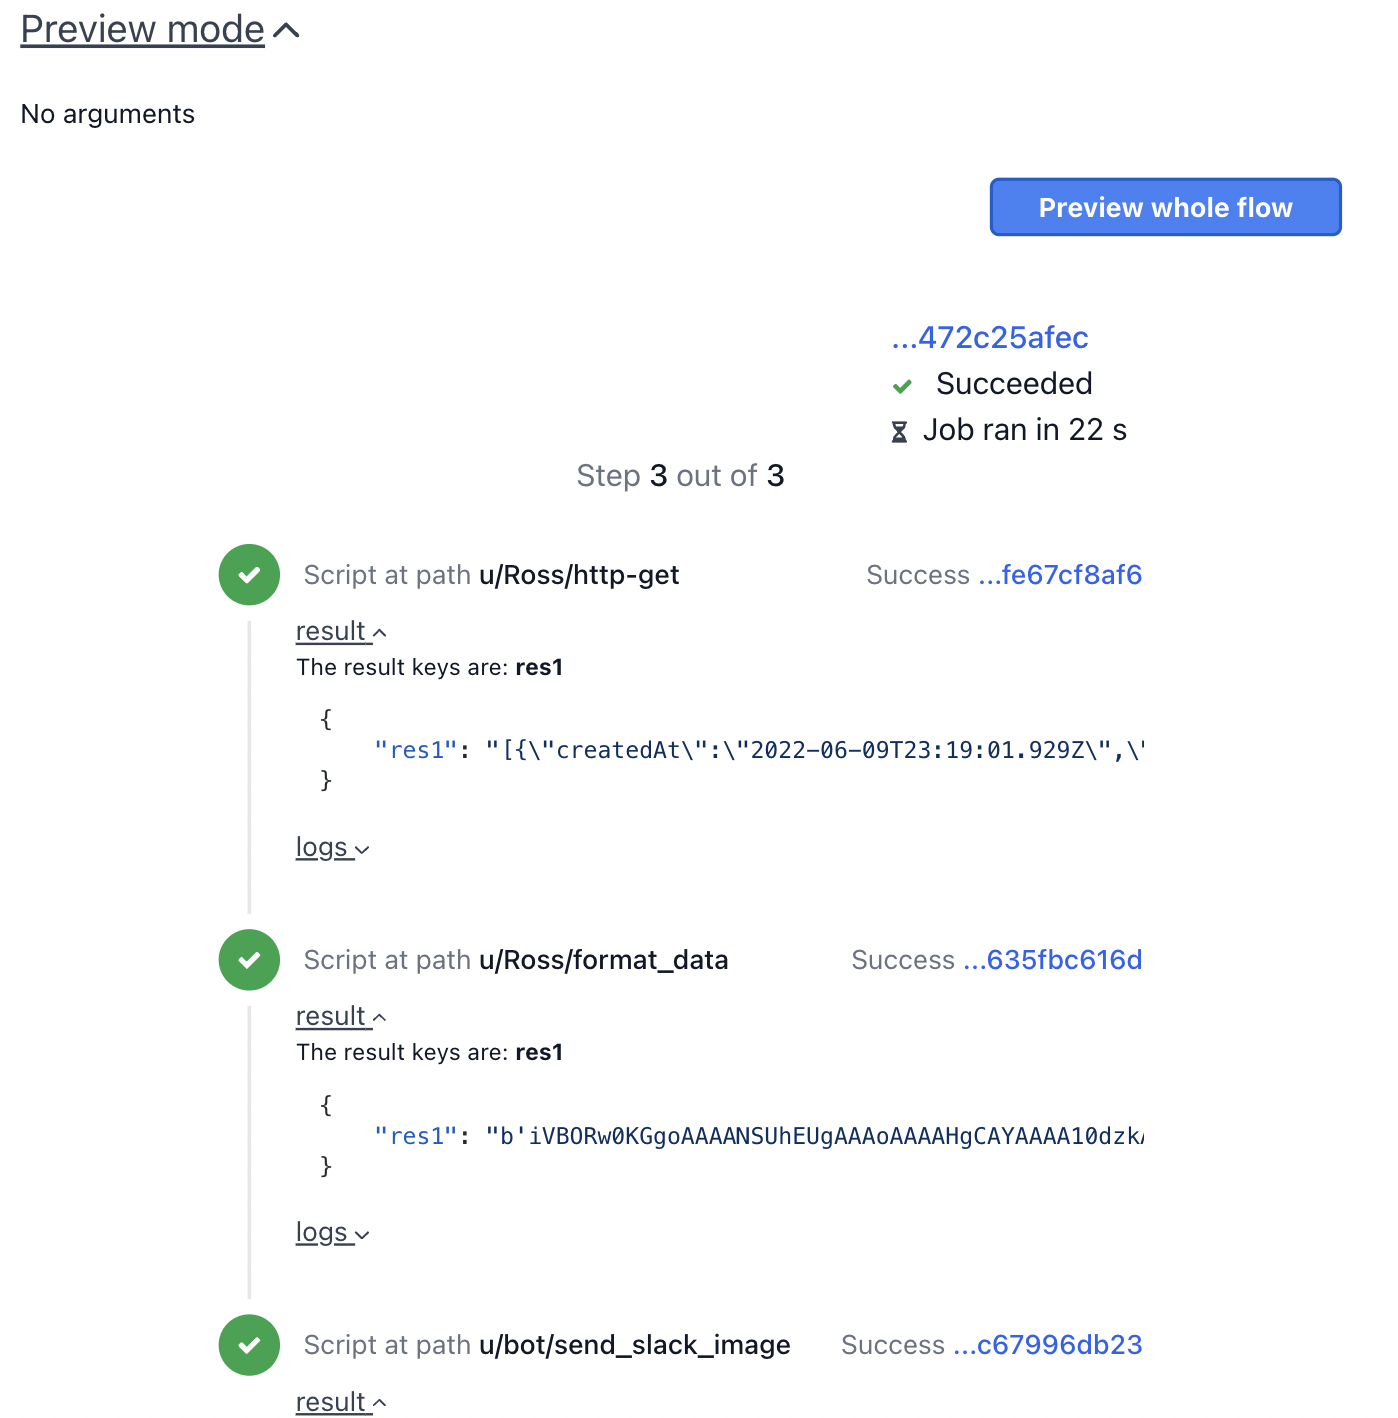 Preview mode
No arguments
Preview whole flow
...472c25afec
Succeeded
Job ran in 22 s
Step 3 out of 3
Script at path u/Ross/http-get Success ...fe67cf8af6
result
The result keys are: res1
{
"res1": "[{\"createdAt\":\"2022-06-09T23:19:01.929Z\",\"
}
logs
Script at path u/Ross/format_data Success ...635fbc616d
result
The result keys are: res1
{
"res1": "b'iVBORw0KGgoAAAANSUhEUgAAAoAAAAHgCAYAAAA10dzkA
}
logs
Script at path u/bot/send_slack_image Success ...c67996db23
result